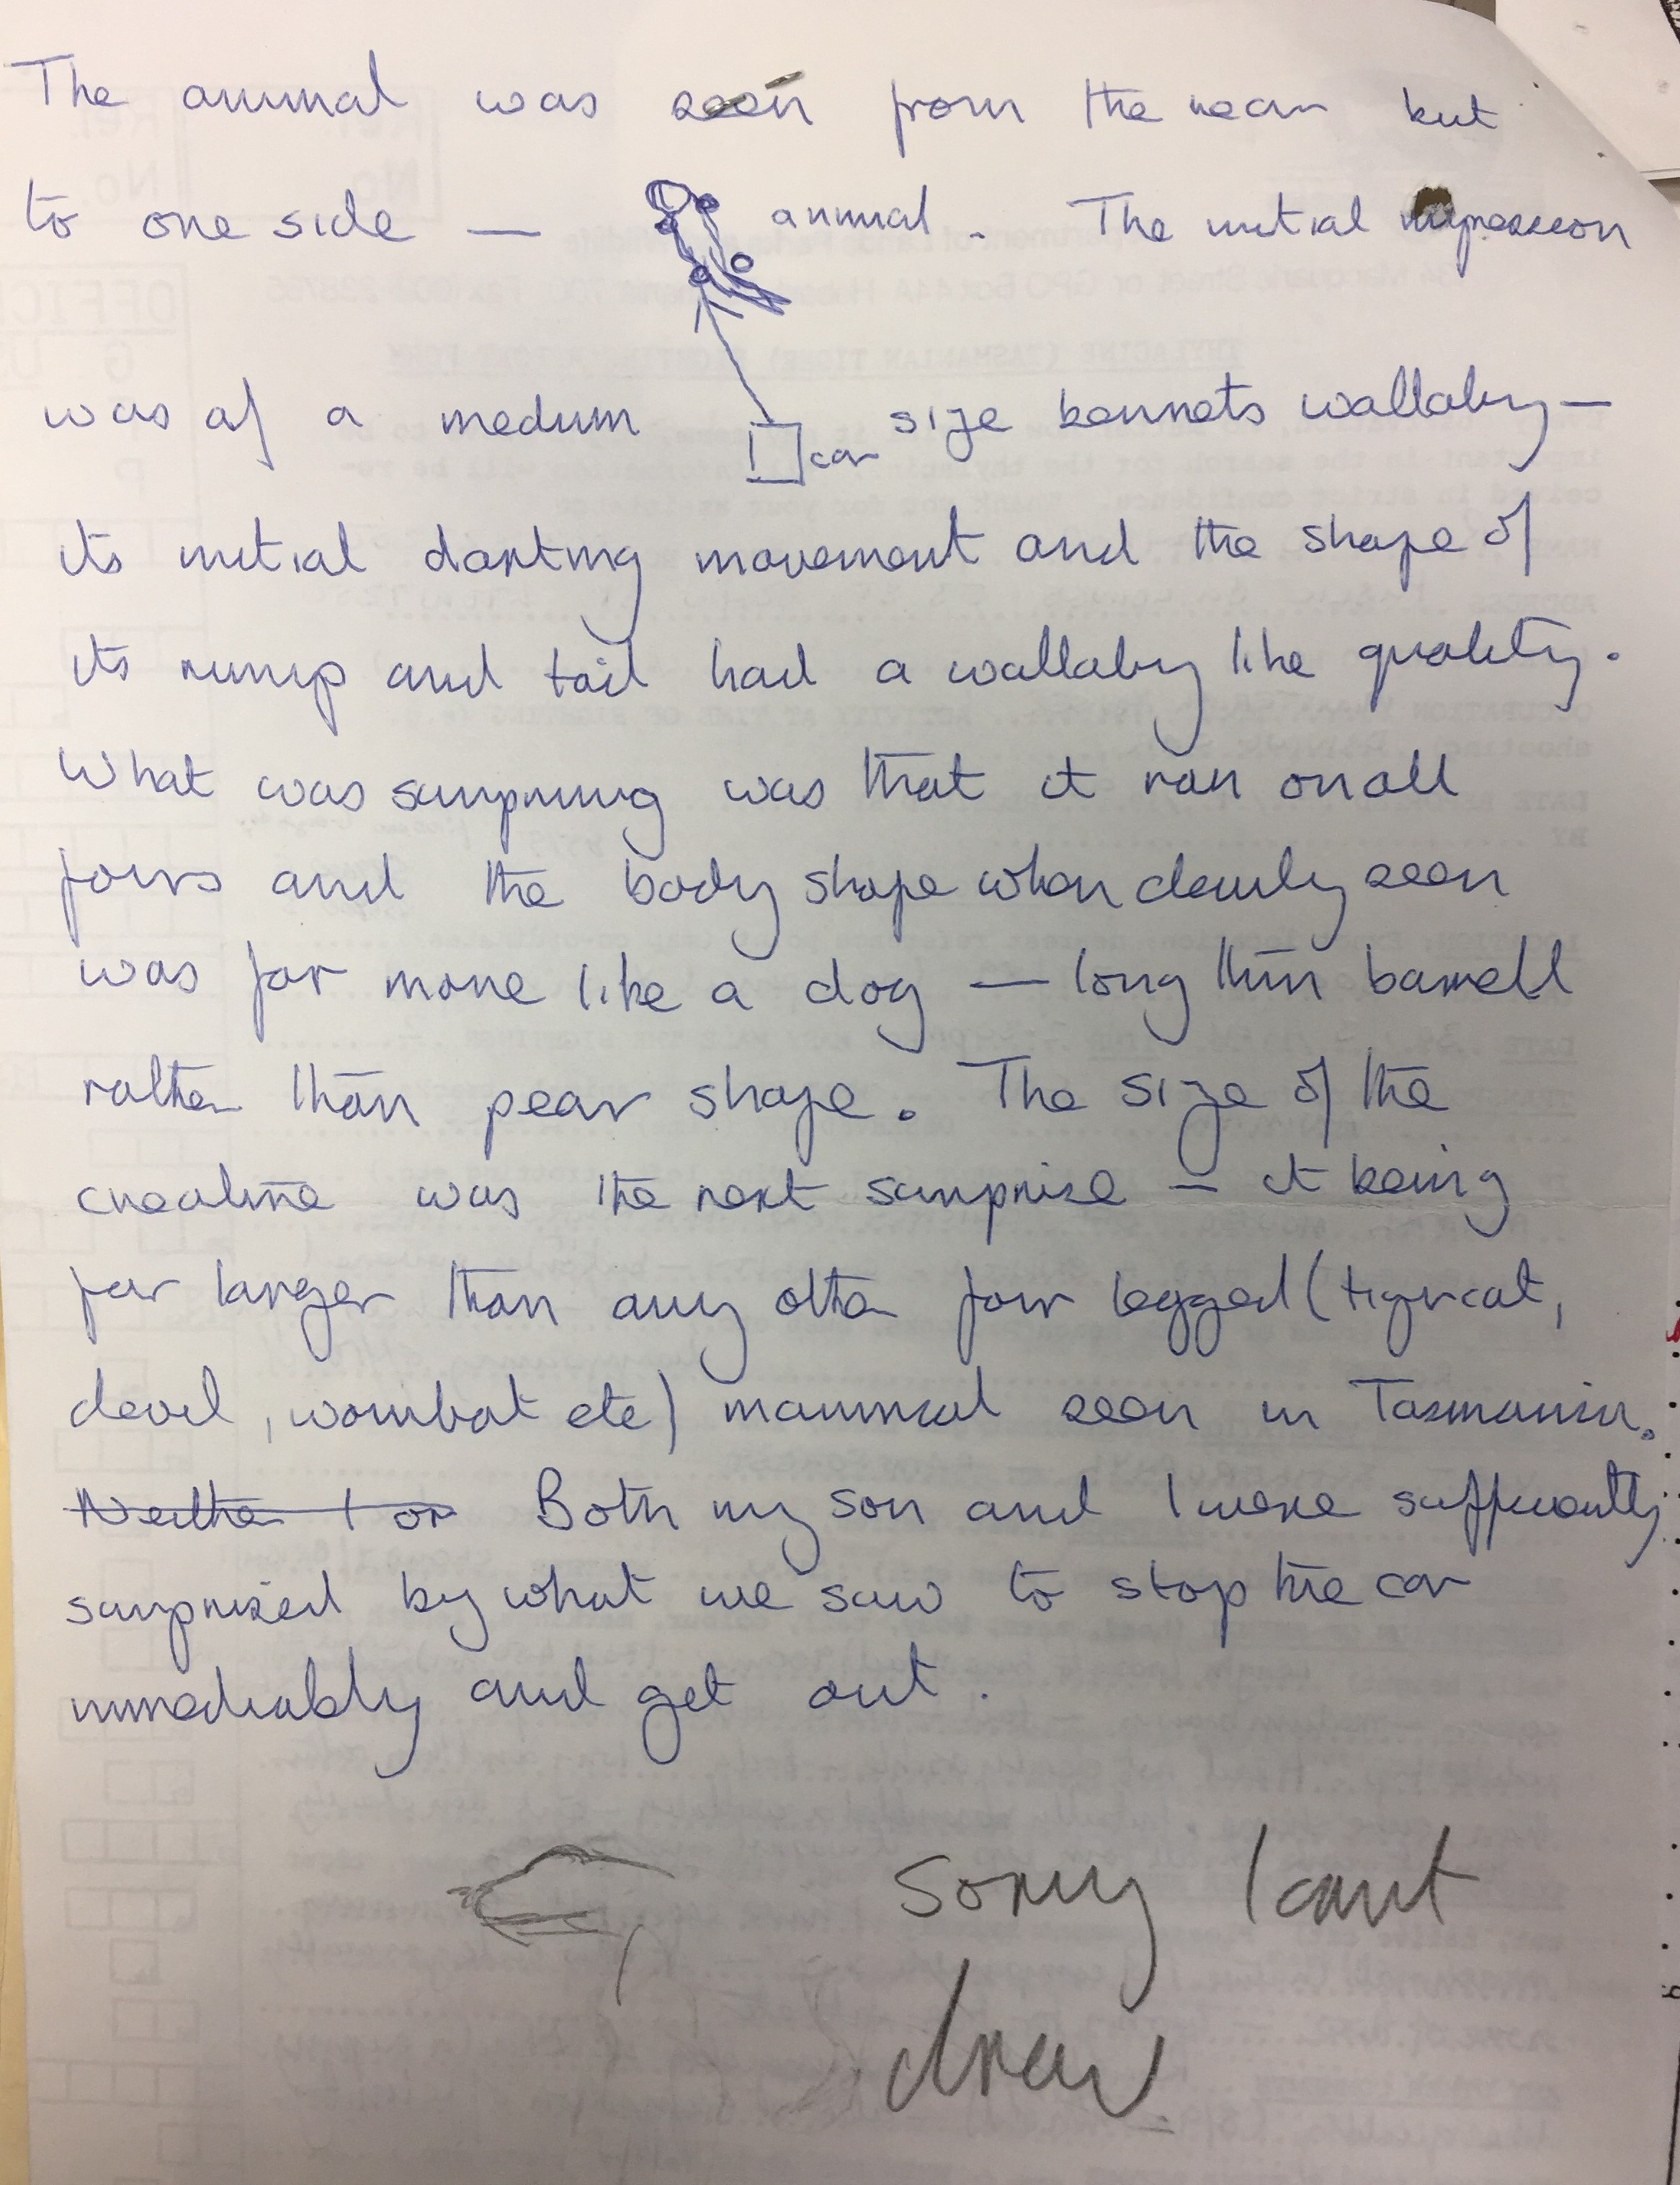 The animal was seen from the rear but
to one side — animal. The initial impression
was of a medium size bennets wallaby —
car
its initial darting movement and the shape of
its rump and tail had a wallaby like quality.
What was surprising was that it ran on all
fours and the body shape when clearly seen
was far more like a dog — long thin barrell
rather than pear shape. The size of the
creature was the next surprise — it being
far larger than any other four legged (tigercat,
devil, wombat etc) mammal seen in Tasmania.
Neither I or Both my son and I were sufficently
surprised by what we saw to stop the car
immediably and get out.
Sorry I cant
draw